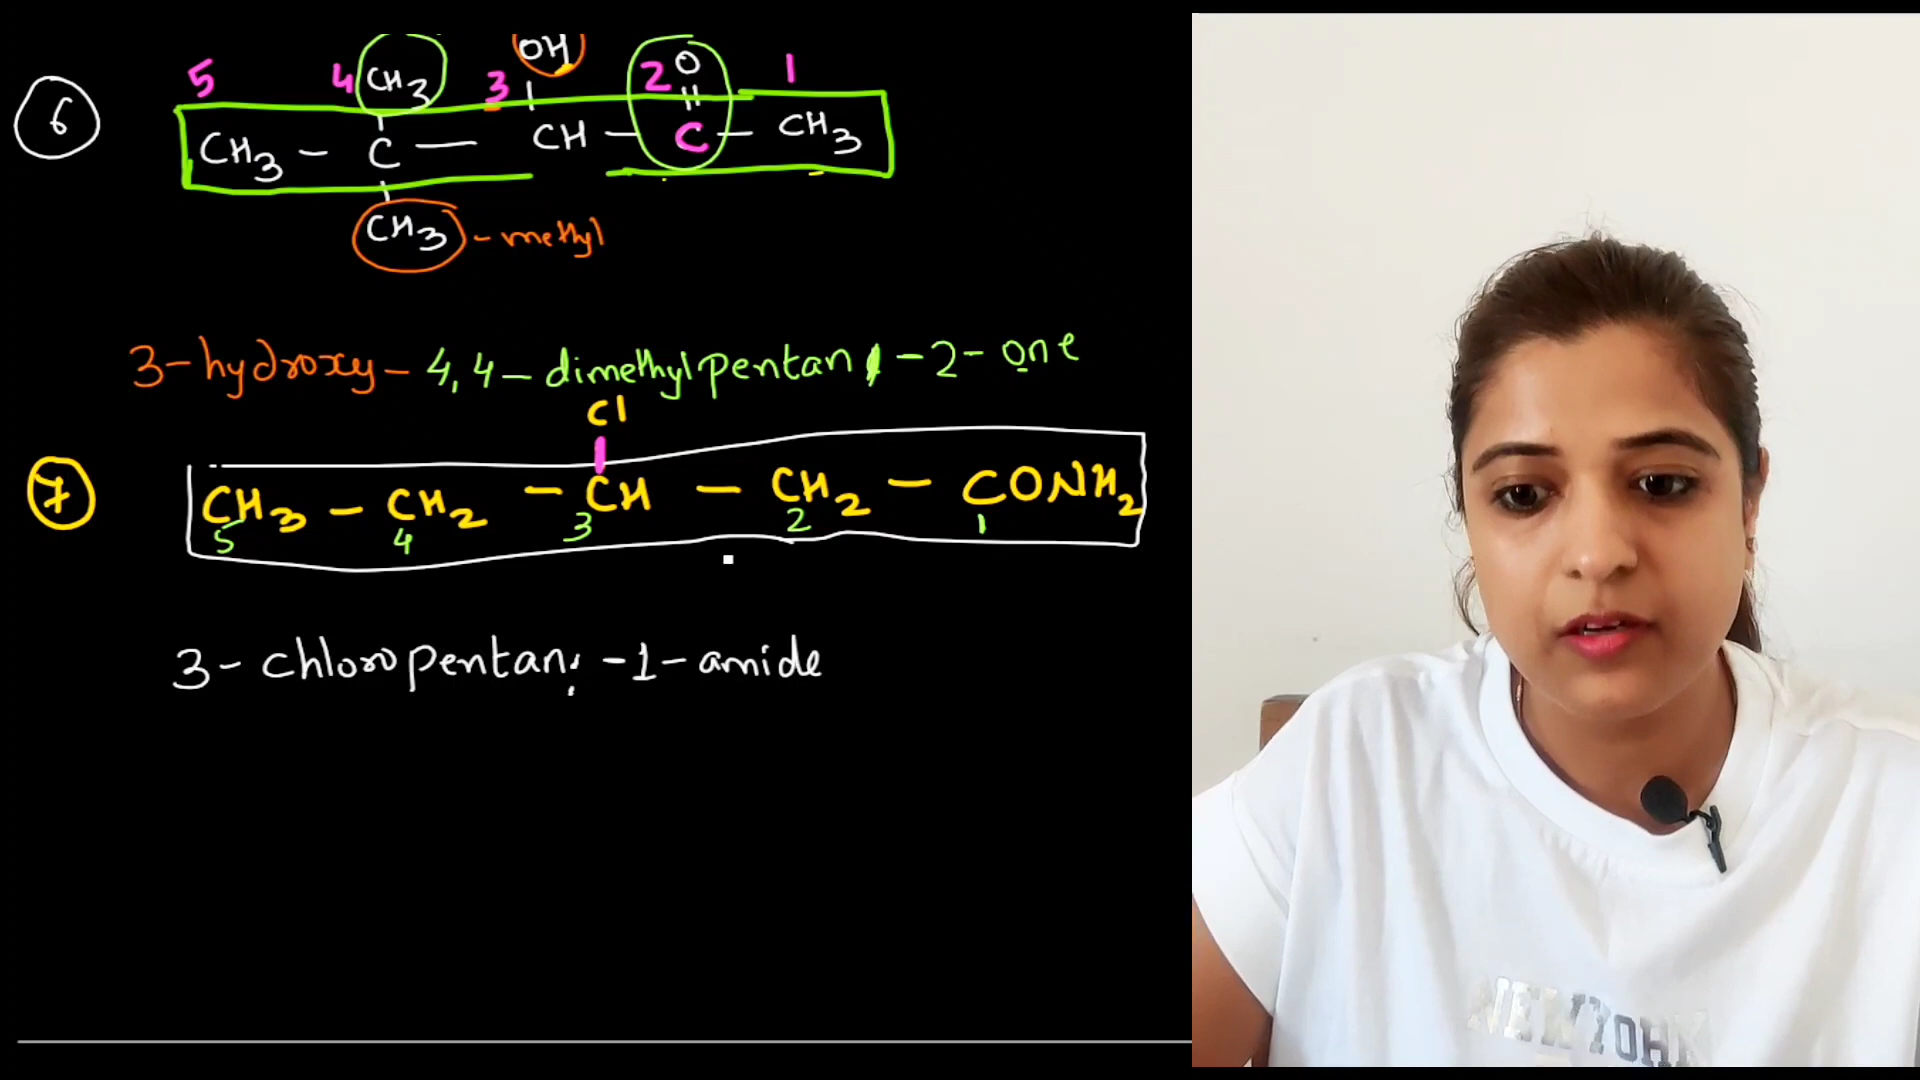 OH
5 4 CH3 3 2 O 1
6
CH3 - C - CH - C - CH3
CH3 - methyl
3-hydroxy-4,4-dimethylpentan-2-one
Cl
7
CH3 - CH2 - CH - CH2 - CONH2
5 4 3 2 1
3-chloropentan-1-amide
NEWYORK